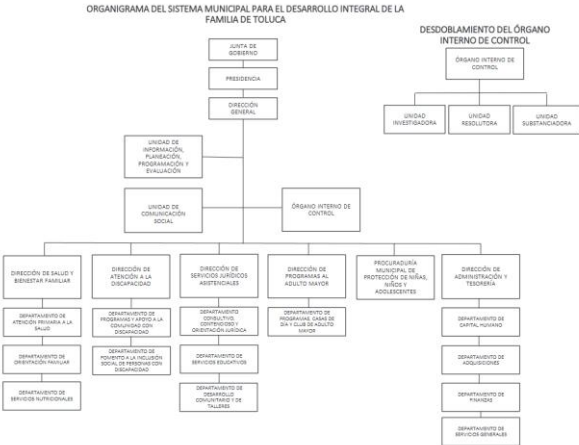 ORGANIGRAMA DEL SISTEMA MUNICIPAL PARA EL DESARROLLO INTEGRAL DE LA
FAMILIA DE TOLUCA
DESDOBLAMIENTO DEL ÓRGANO
INTERNO DE CONTROL
JUNTA DE
GOBIERNO
PRESIDENCIA
DIRECCIÓN
GENERAL
ÓRGANO INTERNO DE
CONTROL
UNIDAD
INVESTIGADORA
UNIDAD
RESOLUTORA
UNIDAD
SUBSTANCIADORA
UNIDAD DE
INFORMACIÓN,
PLANEACIÓN,
PROGRAMACIÓN Y
EVALUACIÓN
UNIDAD DE
COMUNICACIÓN
SOCIAL
ÓRGANO INTERNO DE
CONTROL
DIRECCIÓN DE SALUD Y
BIENESTAR FAMILIAR
DIRECCIÓN DE
ATENCIÓN A LA
DISCAPACIDAD
DIRECCIÓN DE
SERVICIOS JURÍDICOS
ASISTENCIALES
DIRECCIÓN DE
PROGRAMAS AL
ADULTO MAYOR
PROCURADURÍA
MUNICIPAL DE
PROTECCIÓN DE NIÑAS,
NIÑOS Y
ADOLESCENTES
DIRECCIÓN DE
ADMINISTRACIÓN Y
TESORERÍA
DEPARTAMENTO DE
ATENCIÓN PRIMARIA A LA
SALUD
DEPARTAMENTO DE
PROGRAMAS Y APOYO A LA
COMUNIDAD CON
DISCAPACIDAD
DEPARTAMENTO
CONSULTIVO,
CONTENCIOSO Y
ORIENTACIÓN JURÍDICA
DEPARTAMENTO DE
PROGRAMAS, CASAS DE
DÍA Y CLUB DE ADULTO
MAYOR
DEPARTAMENTO DE
CAPITAL HUMANO
DEPARTAMENTO DE
ORIENTACIÓN FAMILIAR
DEPARTAMENTO DE
FOMENTO A LA INCLUSIÓN
SOCIAL DE PERSONAS CON
DISCAPACIDAD
DEPARTAMENTO DE
SERVICIOS EDUCATIVOS
DEPARTAMENTO DE
ADQUISICIONES
DEPARTAMENTO DE
SERVICIOS NUTRICIONALES
DEPARTAMENTO DE
DESARROLLO
COMUNITARIO Y DE
TALLERES
DEPARTAMENTO DE
FINANZAS
DEPARTAMENTO DE
SERVICIOS GENERALES